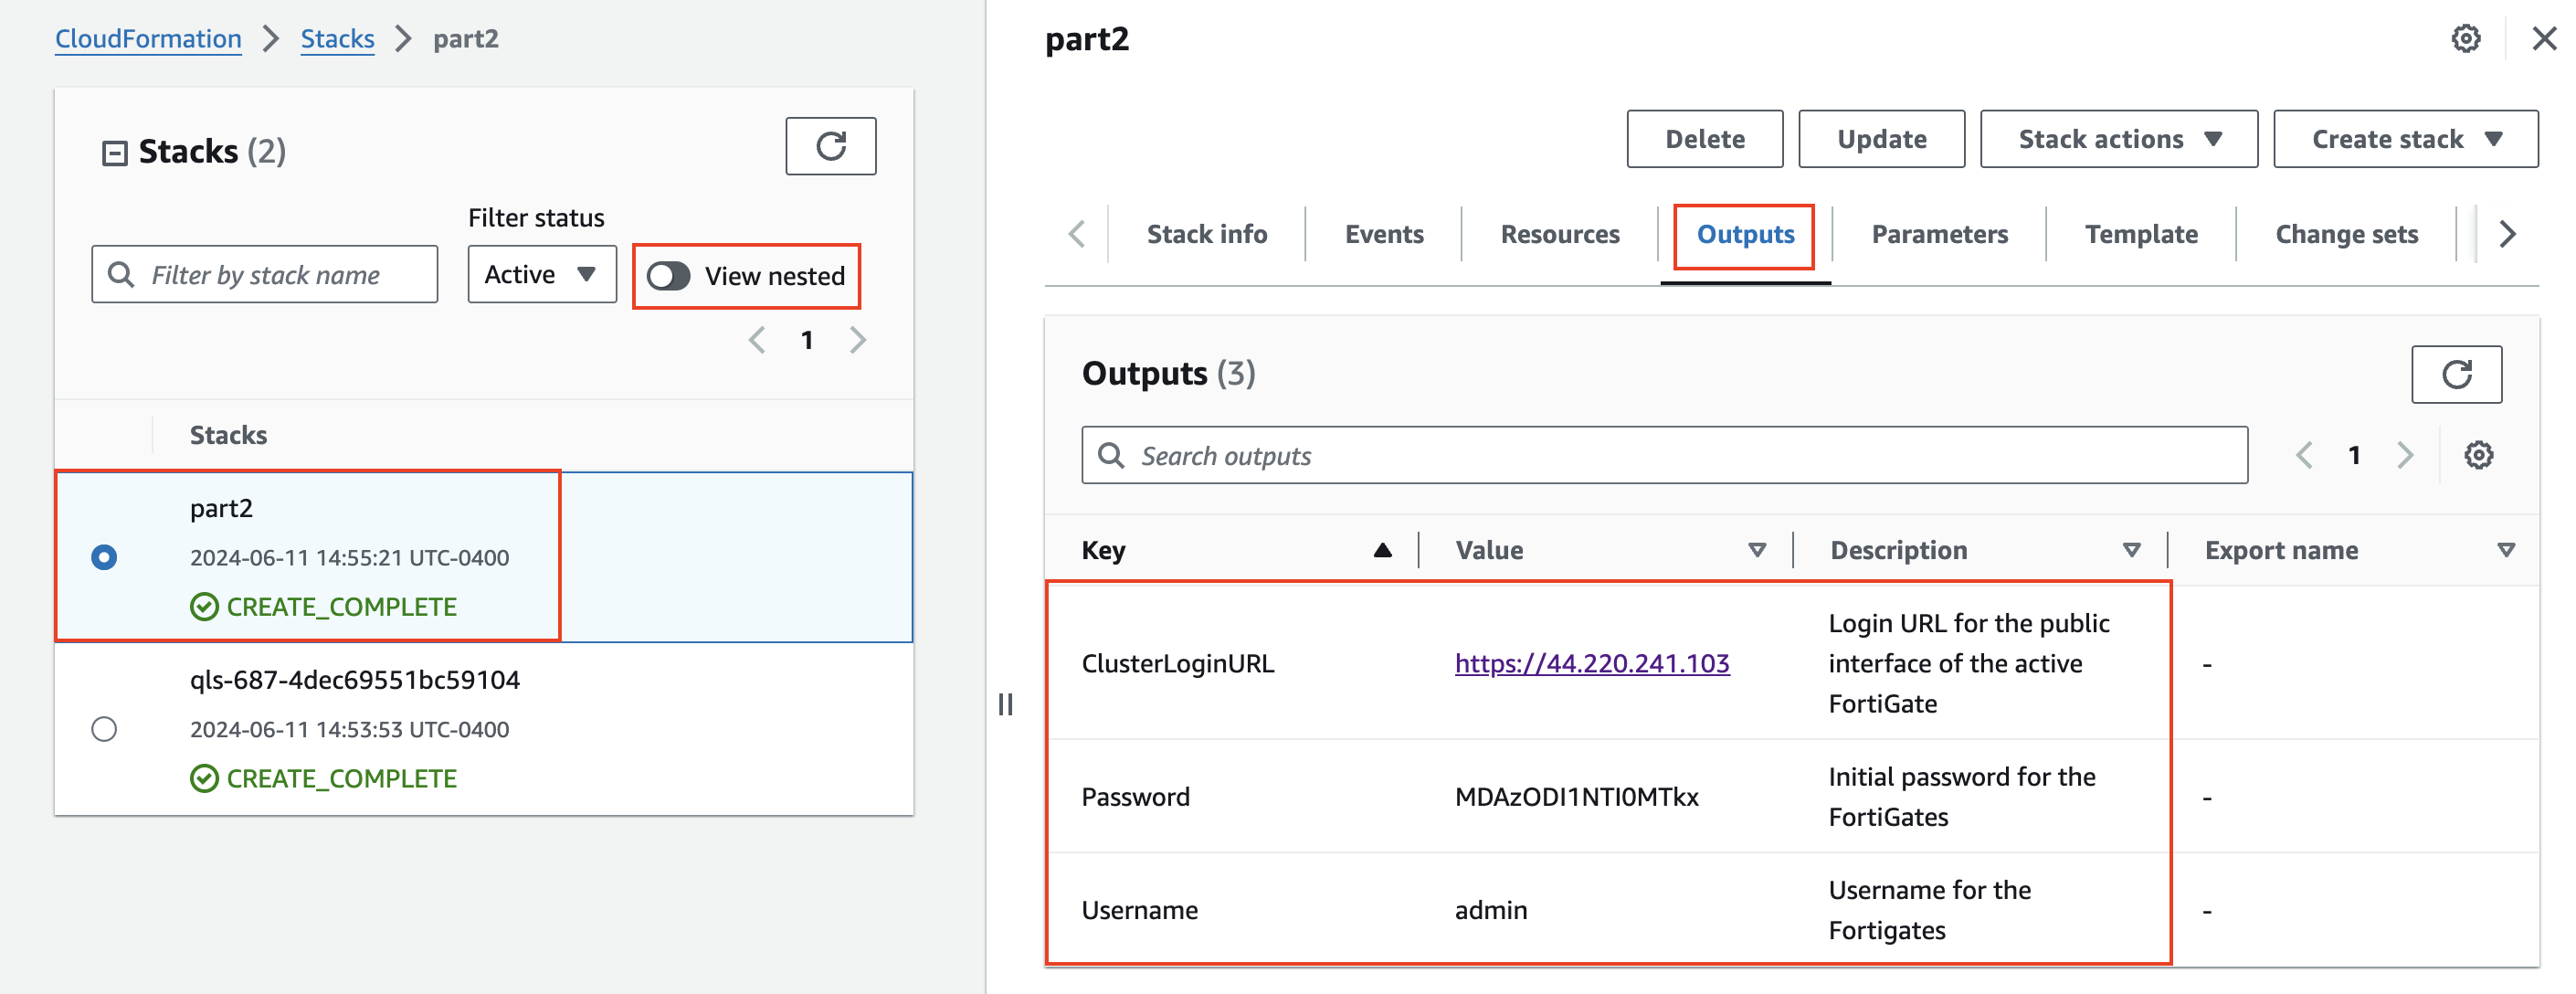 CloudFormation > Stacks > part2
Stacks (2)
Filter status
Filter by stack name
Active
View nested
1
Stacks
part2
2024-06-11 14:55:21 UTC-0400
CREATE_COMPLETE
qls-687-4dec69551bc59104
2024-06-11 14:53:53 UTC-0400
CREATE_COMPLETE
part2
Delete Update Stack actions Create stack
Stack info Events Resources Outputs Parameters Template Change sets
Outputs (3)
Search outputs
1
Key Value Description Export name
ClusterLoginURL
https://44.220.241.103
Login URL for the public
interface of the active
FortiGate
-
Password
MDAzODI1NTI0MTkx
Initial password for the
FortiGates
-
Username
admin
Username for the
Fortigates
-